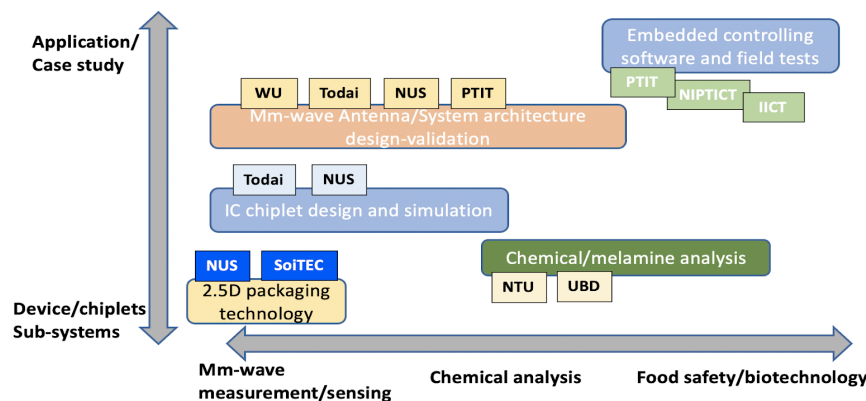 Application/
Case study
Embedded controlling
software and field tests
PTIT
NIPTICT
IICT
WU
Todai
NUS
PTIT
Mm-wave Antenna/System architecture
design-validation
Todai
NUS
IC chiplet design and simulation
NUS
SoiTEC
2.5D packaging
technology
Chemical/melamine analysis
NTU
UBD
Device/chiplets
Sub-systems
Mm-wave
measurement/sensing
Chemical analysis
Food safety/biotechnology